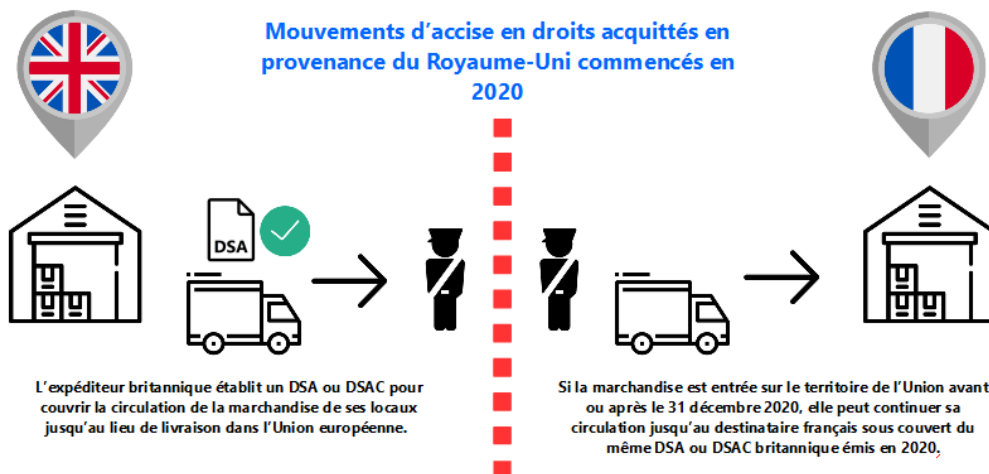 Mouvements d’accise en droits acquittés en
provenance du Royaume-Uni commencés en
2020
DSA
L’expéditeur britannique établit un DSA ou DSAC pour
couvrir la circulation de la marchandise de ses locaux
jusqu’au lieu de livraison dans l’Union européenne.
Si la marchandise est entrée sur le territoire de l’Union avant
ou après le 31 décembre 2020, elle peut continuer sa
circulation jusqu’au destinataire français sous couvert du
même DSA ou DSAC britannique émis en 2020.